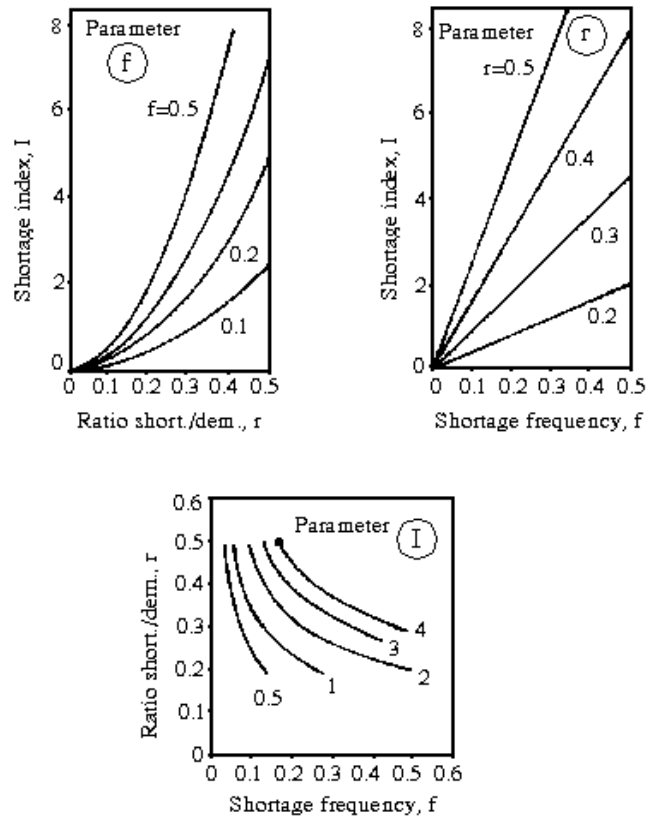 Parameter
f
f=0.5
0.2
0.1
8
6
4
2
0
Shortage index, I
0 0.1 0.2 0.3 0.4 0.5
Ratio short./dem., r
Parameter
r
r=0.5
0.4
0.3
0.2
8
6
4
2
0
Shortage index, I
0 0.1 0.2 0.3 0.4 0.5
Shortage frequency, f
Parameter
I
4
3
2
1
0.5
0.6
0.5
0.4
0.3
0.2
0.1
0
Ratio short./dem., r
0 0.1 0.2 0.3 0.4 0.5 0.6
Shortage frequency, f